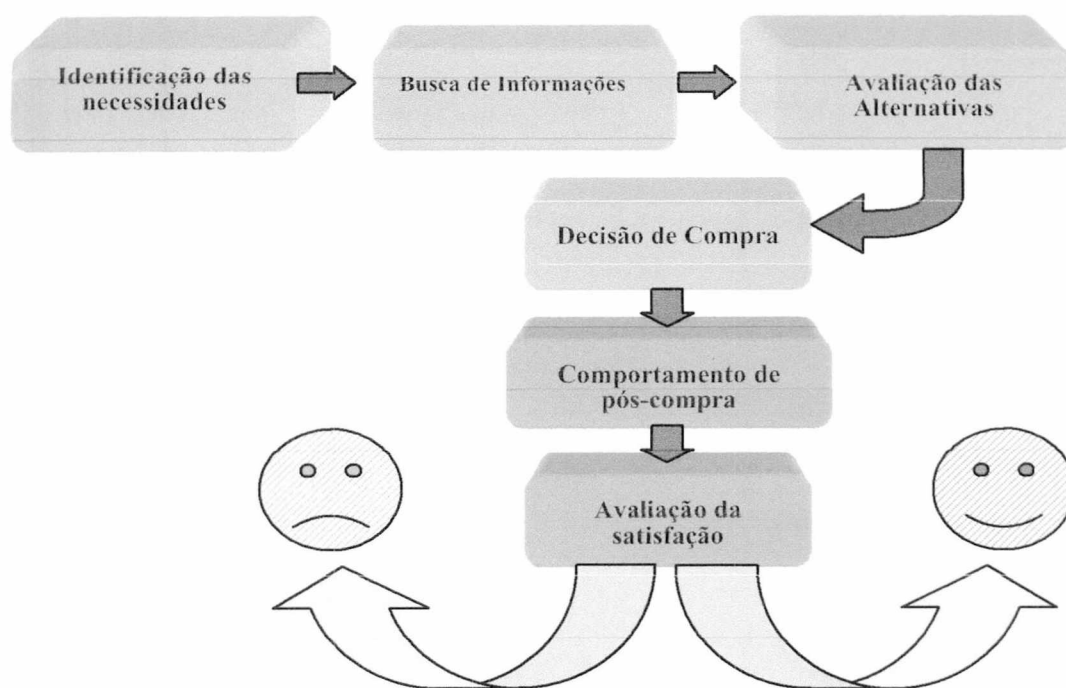 Identificação das
necessidades
Busca de Informações
Avaliação das
Alternativas
Decisão de Compra
Comportamento de
pós-compra
Avaliação da
satisfação